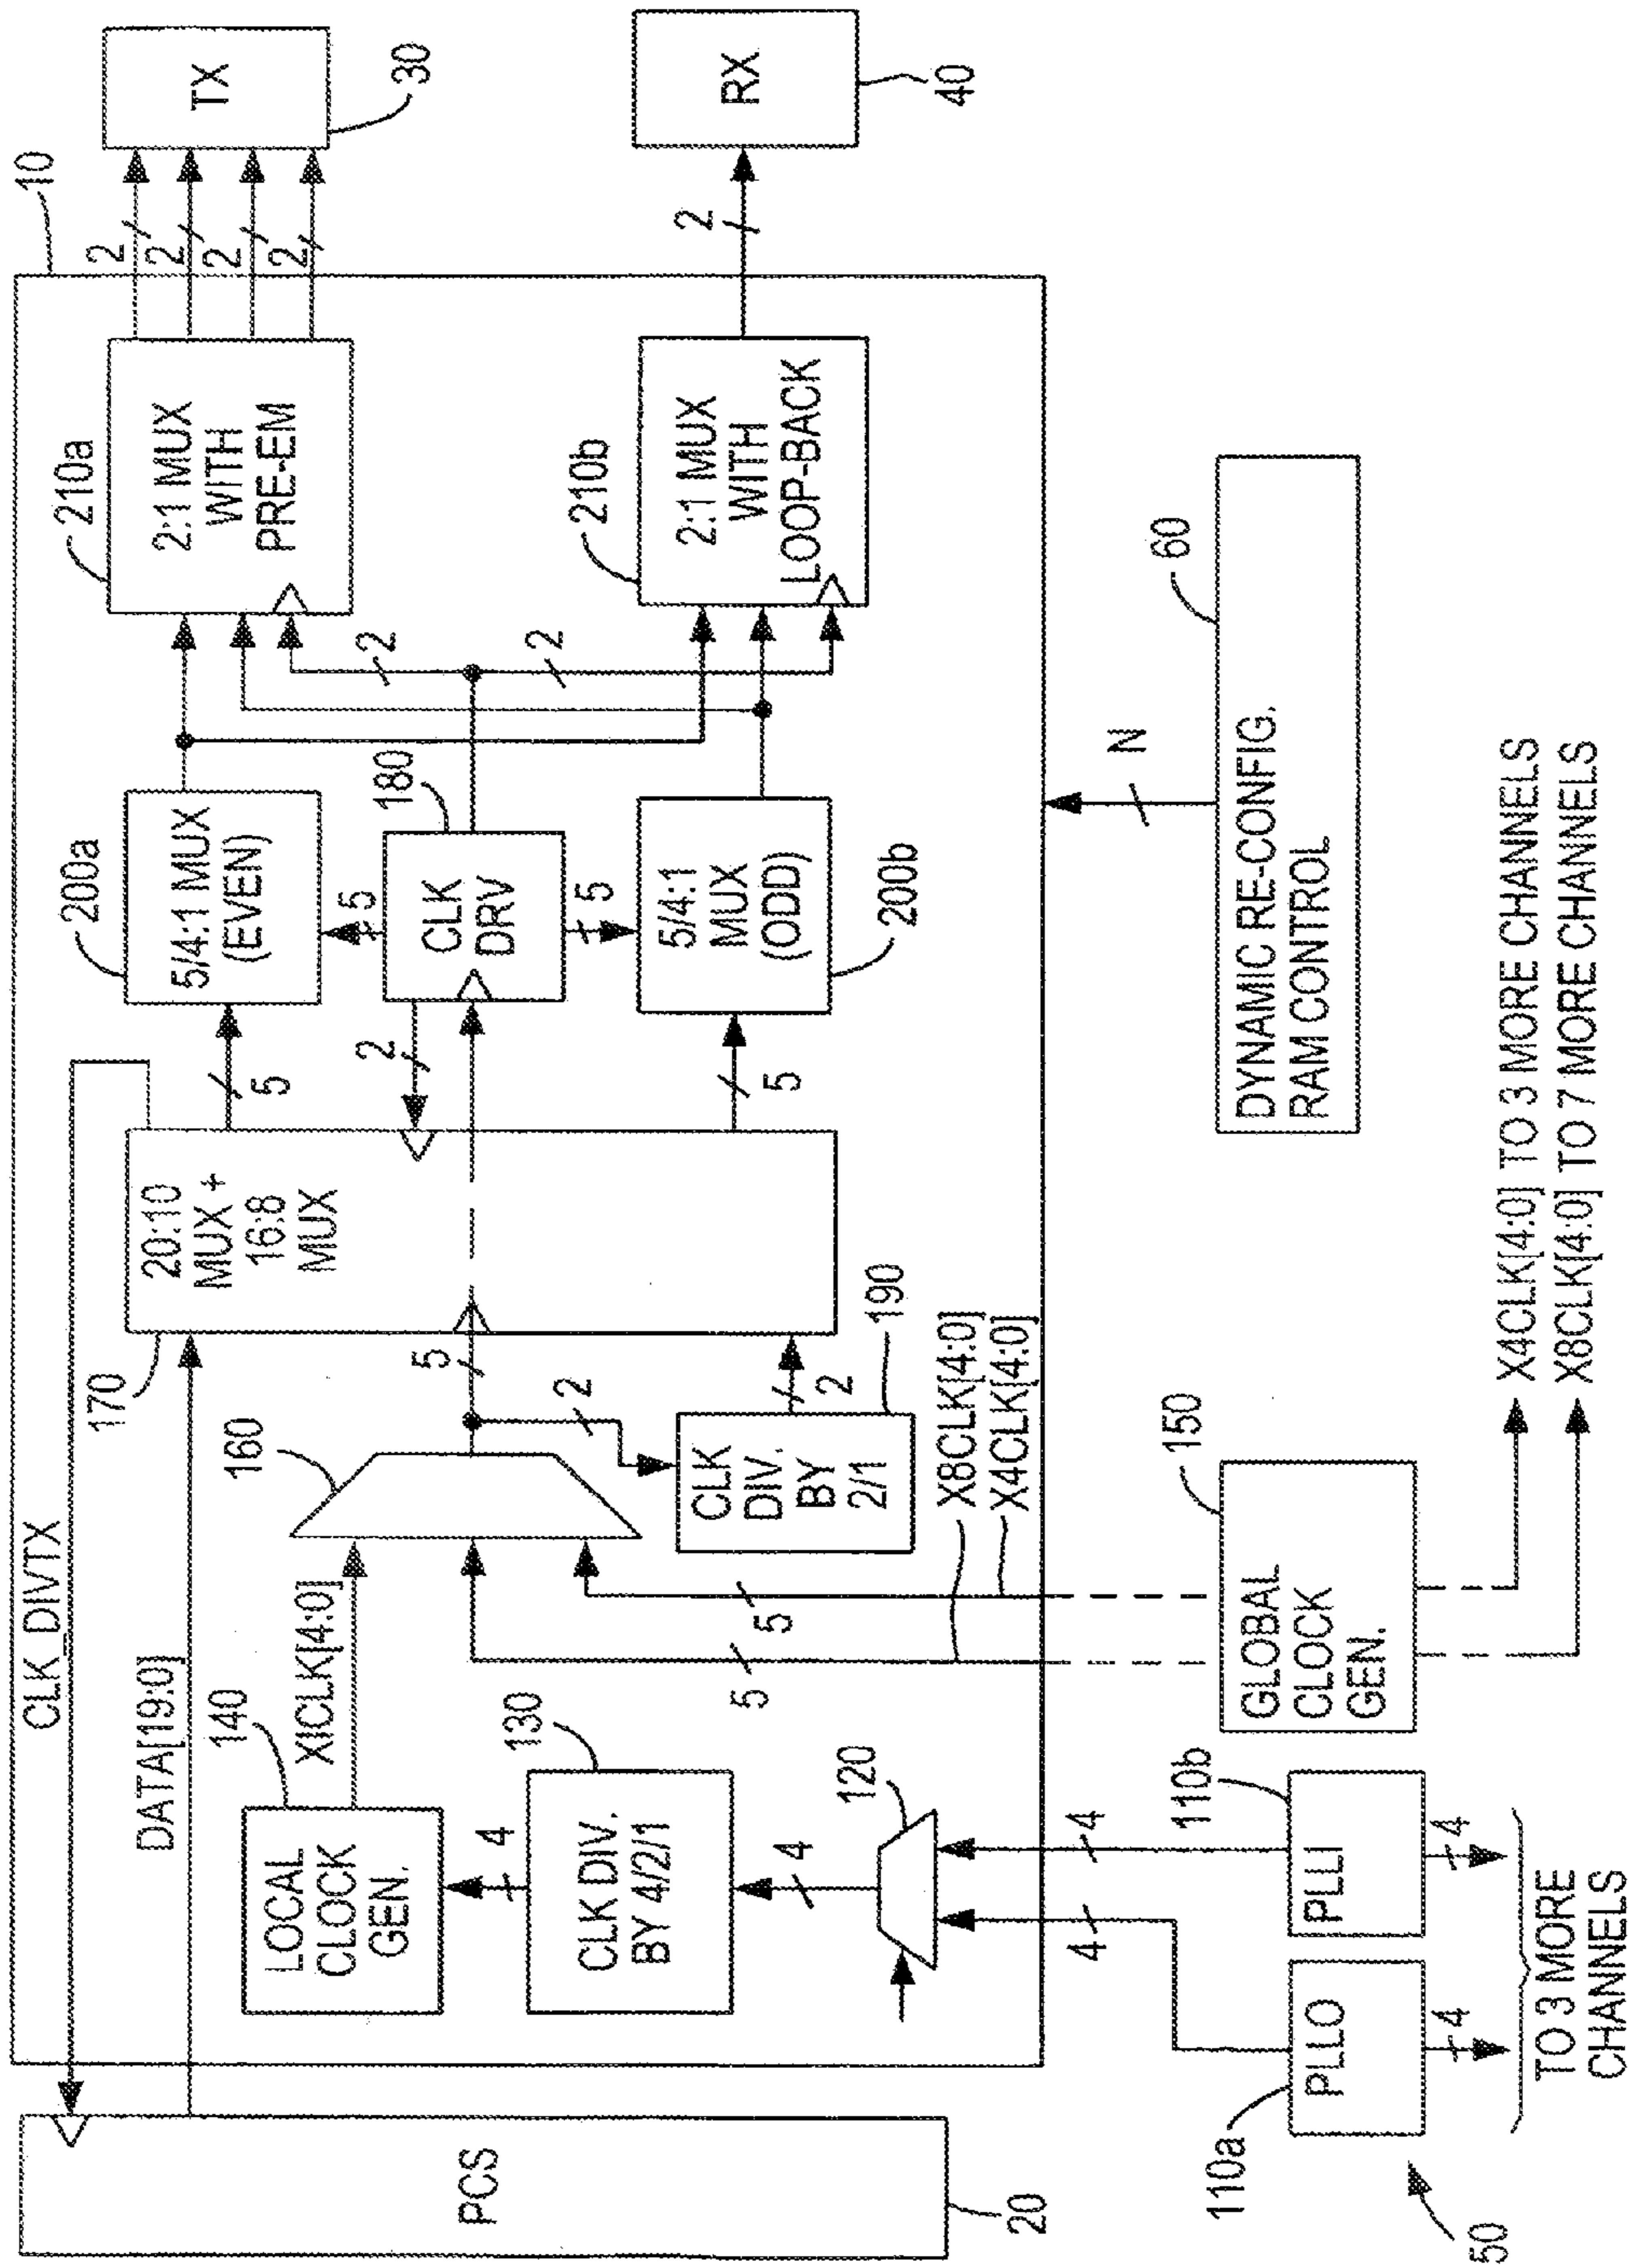 10
TX
30
RX
40
2
2
2
2
2
210a
2:1 MUX
WITH
PRE-EM
210b
2:1 MUX
WITH
LOOP-BACK
2
2
200a
5/4:1 MUX
(EVEN)
5
180
CLK
DRV
5
5/4:1
MUX
(ODD)
200b
2
5
5
170
20:10
MUX +
16:8
MUX
5
2
2
160
CLK
DIV.
BY
2/1
190
CLK_DIVTX
DATA[19:0]
X8CLK[4:0]
X4CLK[4:0]
5
5
140
LOCAL
CLOCK
GEN.
XICLK[4:0]
4
130
CLK DIV.
BY 4/2/1
4
120
4
4
PCS
20
60
DYNAMIC RE-CONFIG.
RAM CONTROL
N
150
GLOBAL
CLOCK
GEN.
X4CLK[4:0] TO 3 MORE CHANNELS
X8CLK[4:0] TO 7 MORE CHANNELS
110a
PLLO
4
110b
PLLI
4
TO 3 MORE
CHANNELS
50